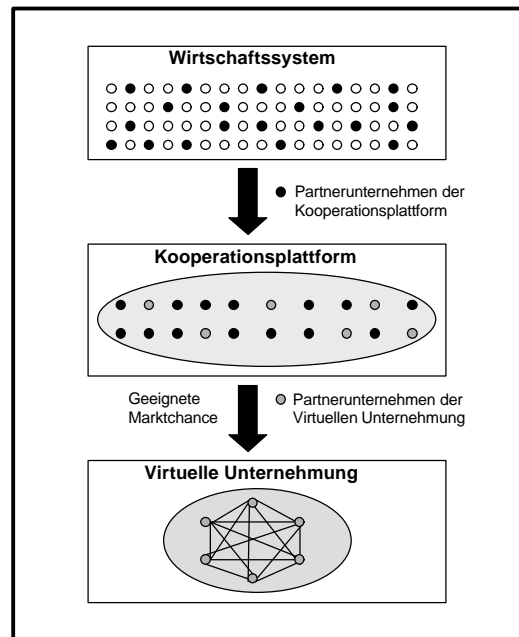 Wirtschaftssystem
Partnerunternehmen der
Kooperationsplattform
Kooperationsplattform
Geeignete
Marktchance
Partnerunternehmen der
Virtuellen Unternehmung
Virtuelle Unternehmung